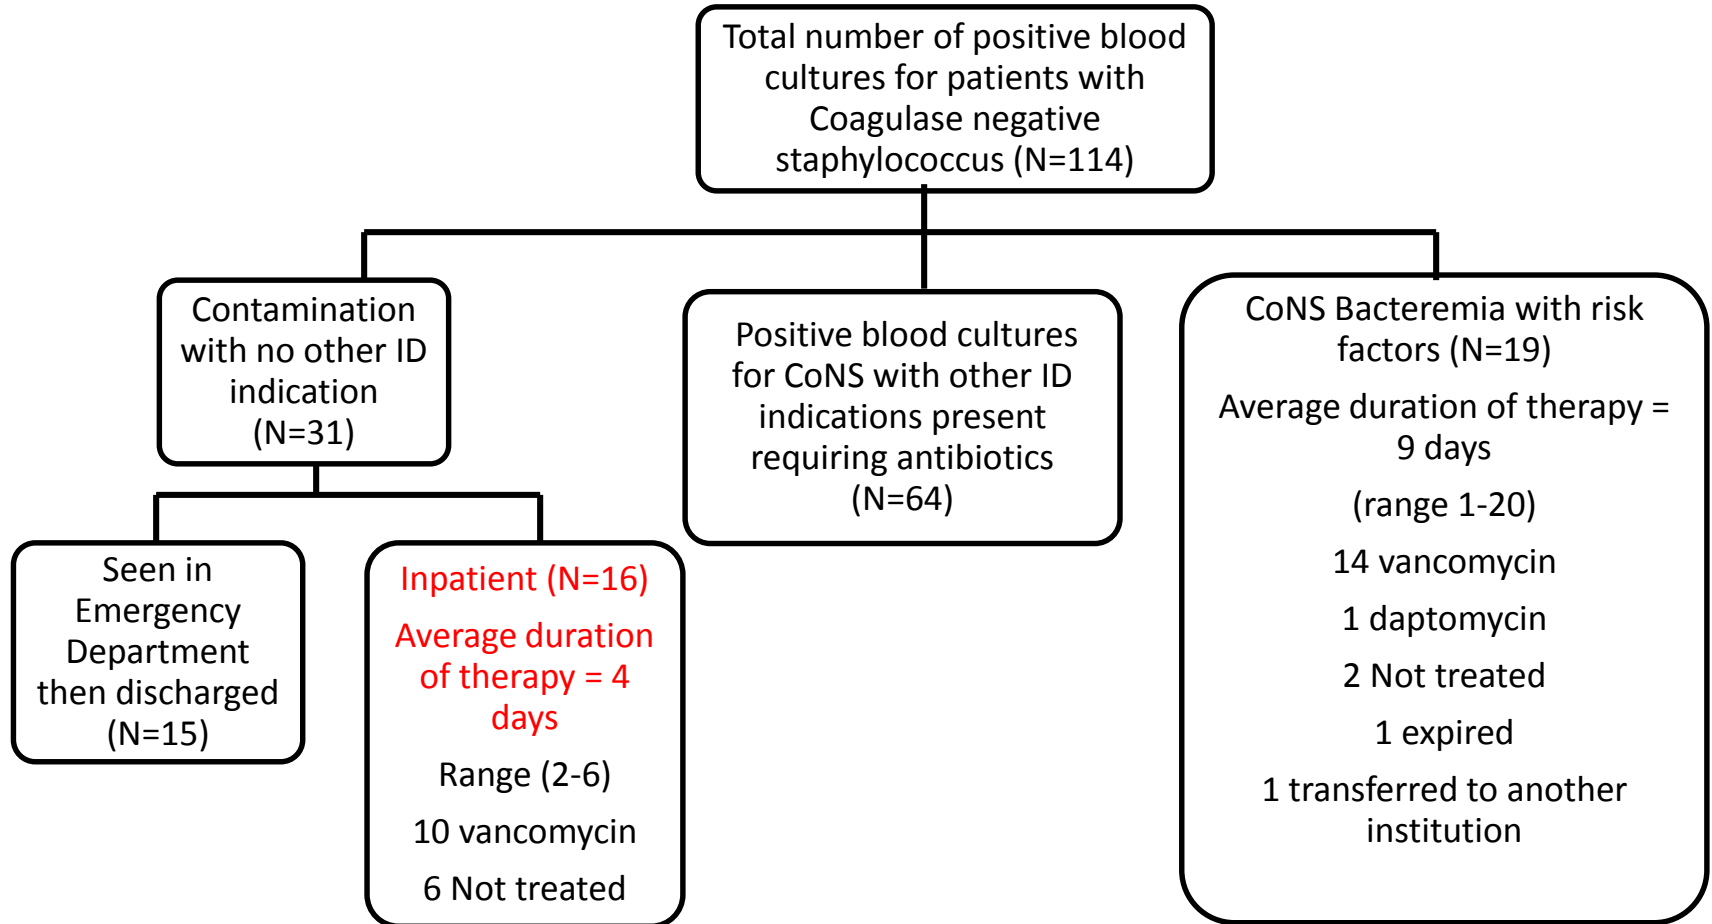 Total number of positive blood
cultures for patients with
Coagulase negative
staphylococcus (N=114)
Contamination
with no other ID
indication
(N=31)
Positive blood cultures
for CoNS with other ID
indications present
requiring antibiotics
(N=64)
CoNS Bacteremia with risk
factors (N=19)
Average duration of therapy =
9 days
(range 1-20)
14 vancomycin
1 daptomycin
2 Not treated
1 expired
1 transferred to another
institution
Seen in
Emergency
Department
then discharged
(N=15)
Inpatient (N=16)
Average duration
of therapy = 4
days
Range (2-6)
10 vancomycin
6 Not treated